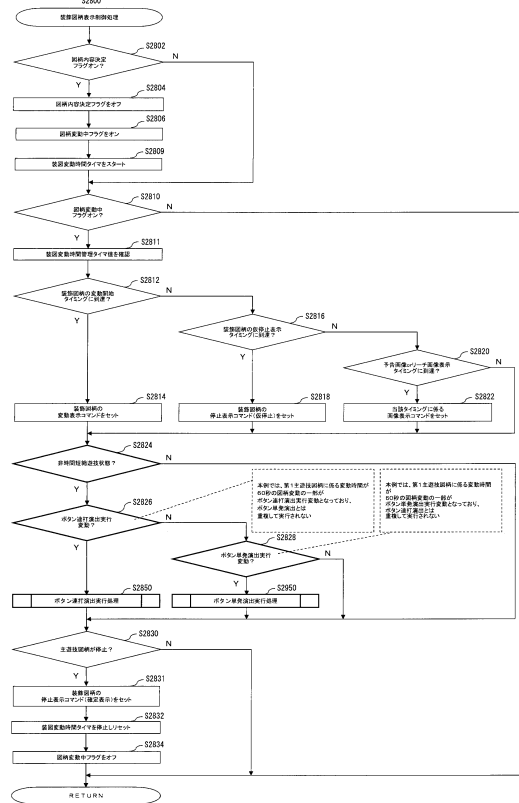 S2800
装飾図柄表示制御処理
S2802
図柄内容決定
フラグオン？
N
Y
S2804
図柄内容決定フラグをオフ
S2806
図柄変動中フラグをオン
S2809
装図変動時間タイマをスタート
S2810
図柄変動中
フラグオン？
N
Y
S2811
装図変動時間管理タイマ値を確認
S2812
装飾図柄の変動開始
タイミングに到達？
N
Y
S2816
装飾図柄の仮停止表示
タイミングに到達？
N
Y
S2820
予告画像orリーチ画像表示
タイミングに到達？
N
Y
S2814
装飾図柄の
変動表示コマンドをセット
S2818
装飾図柄の
停止表示コマンド（仮停止）をセット
S2822
当該タイミングに係る
画像表示コマンドをセット
S2824
非時間短縮遊技状態？
N
Y
S2826
ボタン連打演出実行
変動？
N
Y
本例では、第１主遊技図柄に係る変動時間が
60秒の図柄変動の一部が
ボタン連打演出実行変動となっており、
ボタン単発演出とは
重複して実行されない
本例では、第１主遊技図柄に係る変動時間
が
60秒の図柄変動の一部が
ボタン単発演出実行変動となっており、
ボタン連打演出とは
重複して実行されない
S2828
ボタン単発演出実行
変動？
N
Y
S2850
ボタン連打演出実行処理
S2950
ボタン単発演出実行処理
S2830
主遊技図柄が停止？
N
Y
S2831
装飾図柄の
停止表示コマンド（確定表示）をセット
S2832
装図変動時間タイマを停止しリセット
S2834
図柄変動中フラグをオフ
RETURN